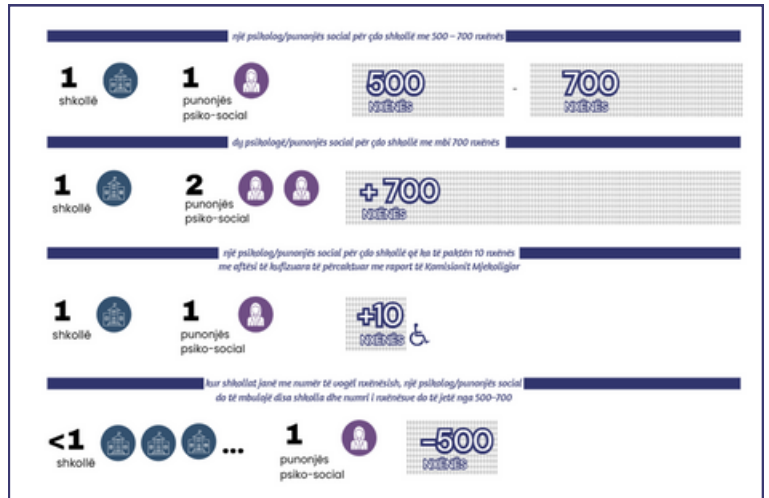 një psikolog/punonjës social për çdo shkollë me 500 – 700 nxënës
1
shkollë
1
punonjës
psiko-social
500
NXËNËS
-
700
NXËNËS
dy psikologë/punonjës social për çdo shkollë me mbi 700 nxënës
1
shkollë
2
punonjës
psiko-social
+700
NXËNËS
një psikolog/punonjës social për çdo shkollë që ka të paktën 10 nxënës
me aftësi të kufizuara të përcaktuar me raport të Komisionit Mjekoligjor
1
shkollë
1
punonjës
psiko-social
+10
NXËNËS
kur shkollat janë me numër të vogël nxënësish, një psikolog/punonjës social
do të mbulojë disa shkolla dhe numri i nxënësve do të jetë nga 500-700
<1
shkollë
...
1
punonjës
psiko-social
-500
NXËNËS